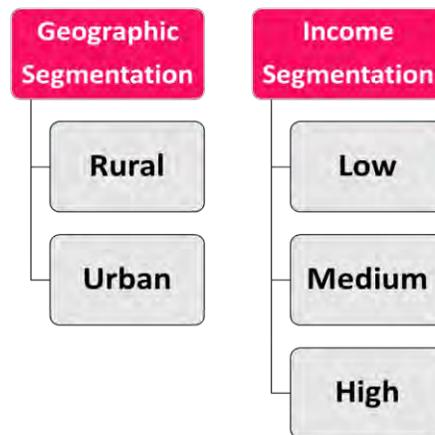 Geographic
Segmentation
Rural
Urban
Income
Segmentation
Low
Medium
High